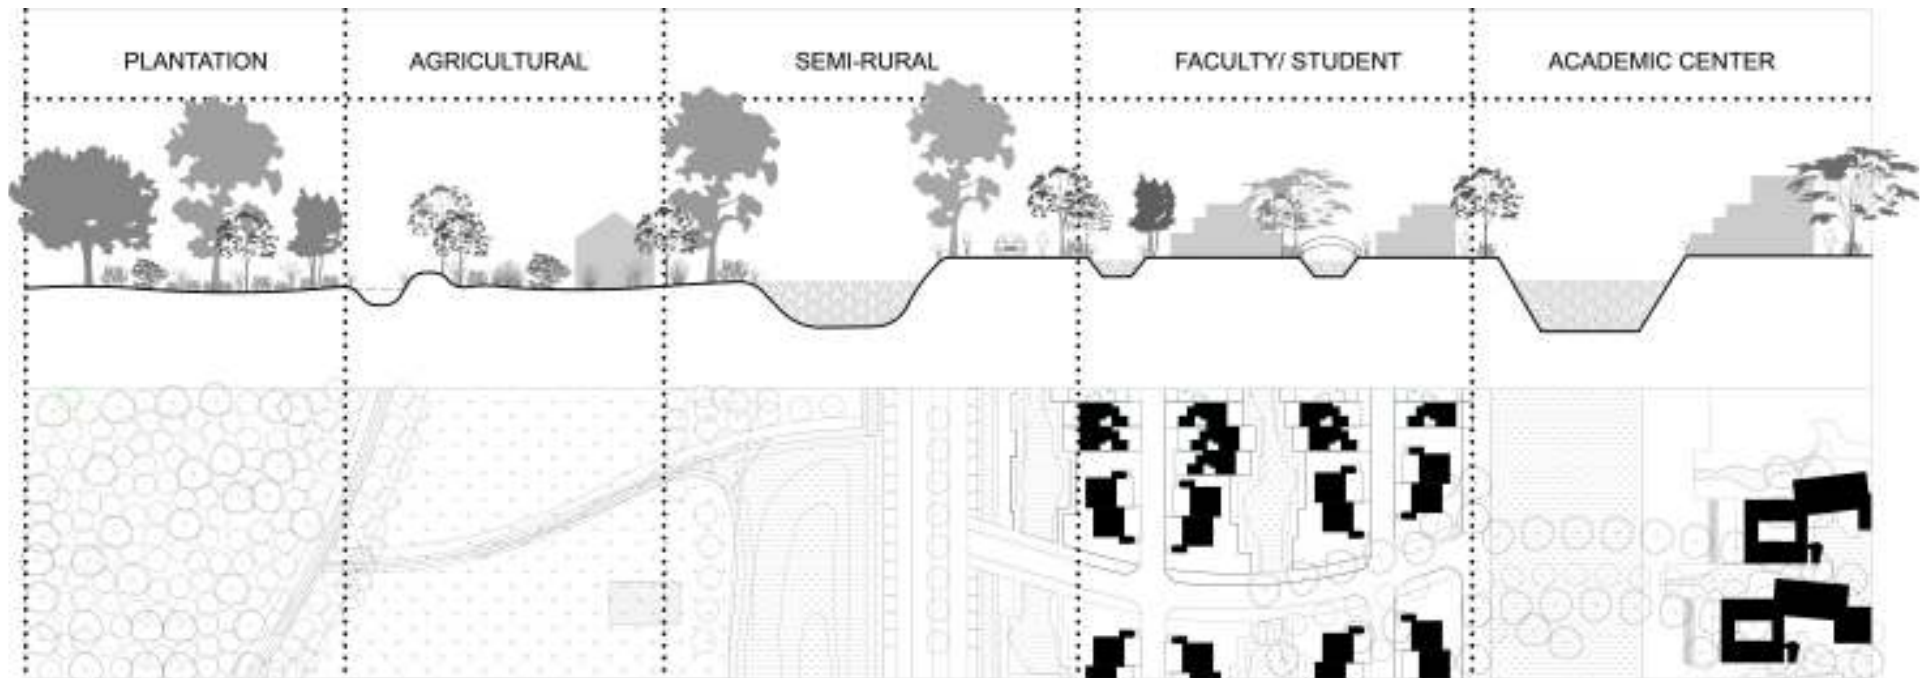 PLANTATION
AGRICULTURAL
SEMI-RURAL
FACULTY/ STUDENT
ACADEMIC CENTER